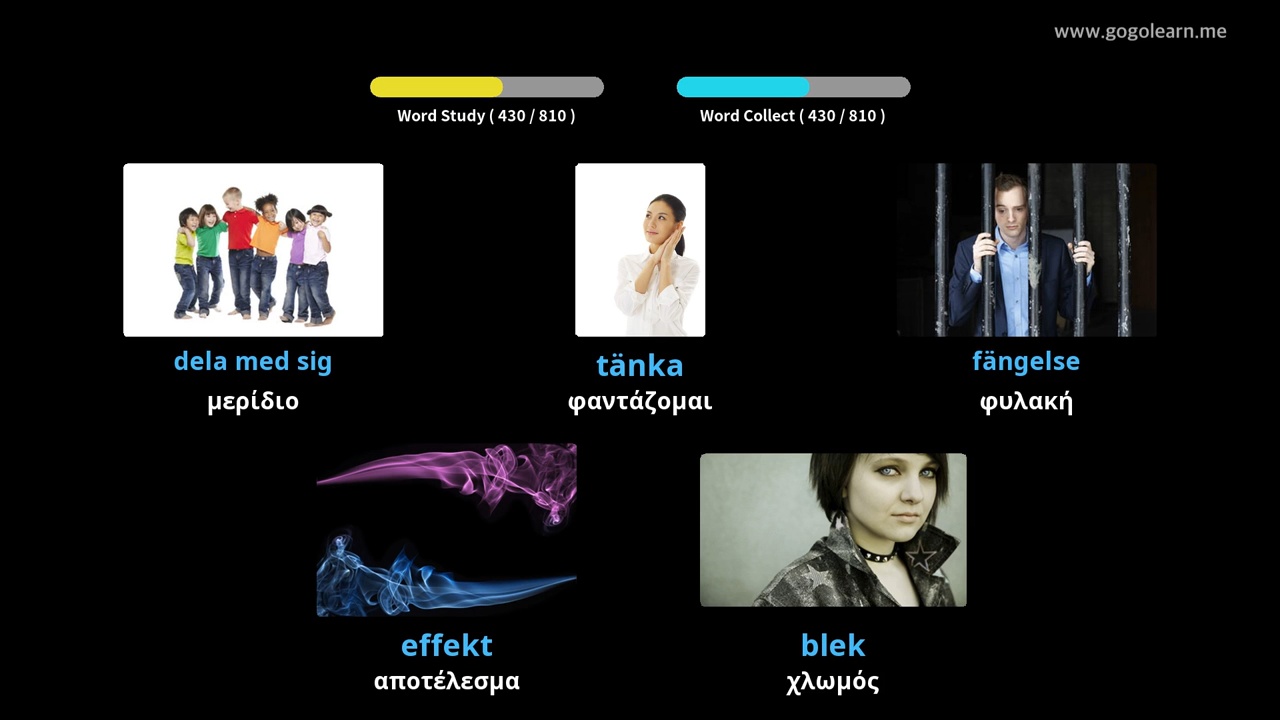 www.gogolearn.me
Word Study ( 430 / 810 )
Word Collect ( 430 / 810 )
dela med sig
μερίδιο
tänka
φαντάζομαι
fängelse
φυλακή
effekt
αποτέλεσμα
blek
χλωμός